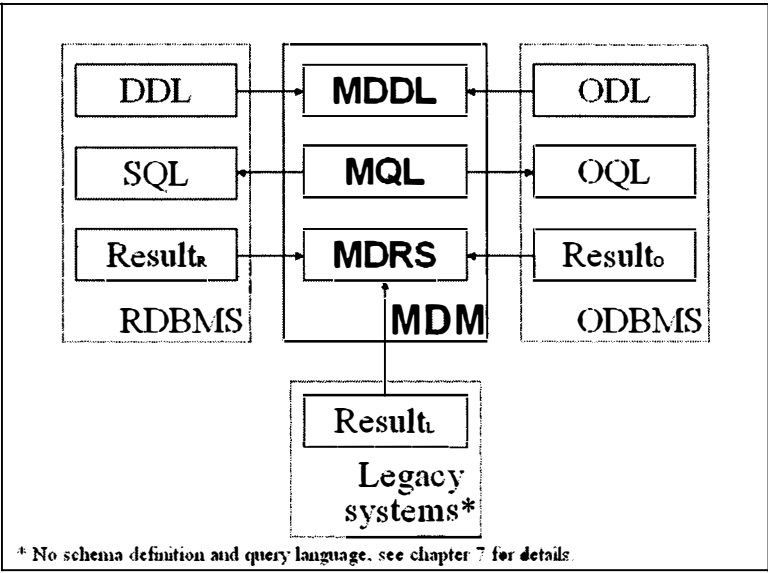 DDL MDDL ODL
SQL MQL OQL
Resultᴿ MDRS Resultₒ
RDBMS MDM ODBMS
Result_L
Legacy
systems*
* No schema definition and query language, see chapter 7 for details.